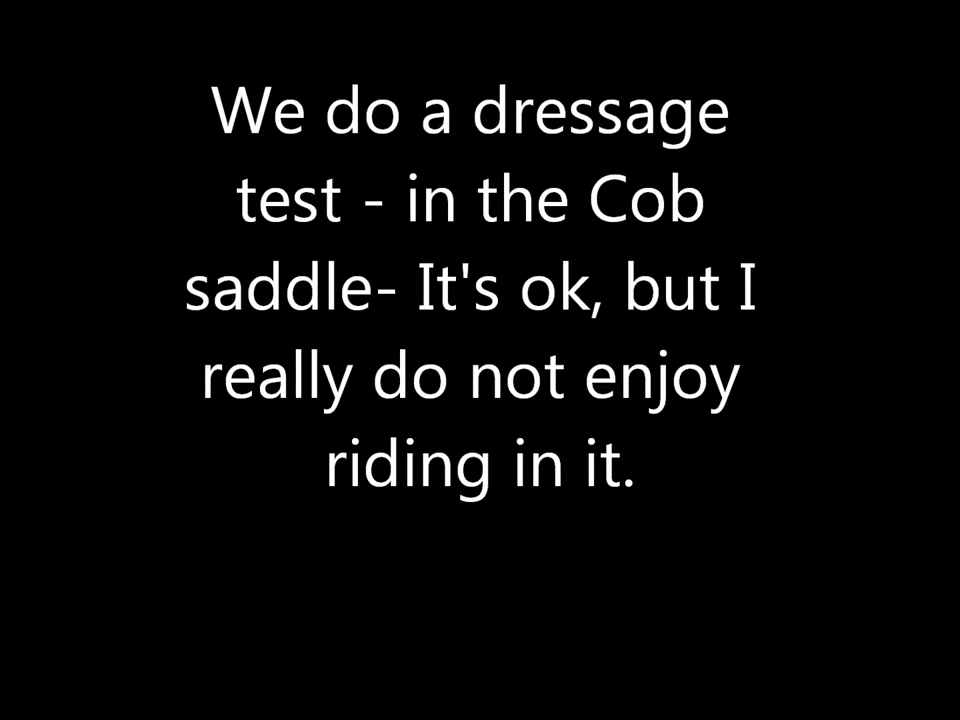 We do a dressage
test - in the Cob
saddle- It's ok, but I
really do not enjoy
riding in it.